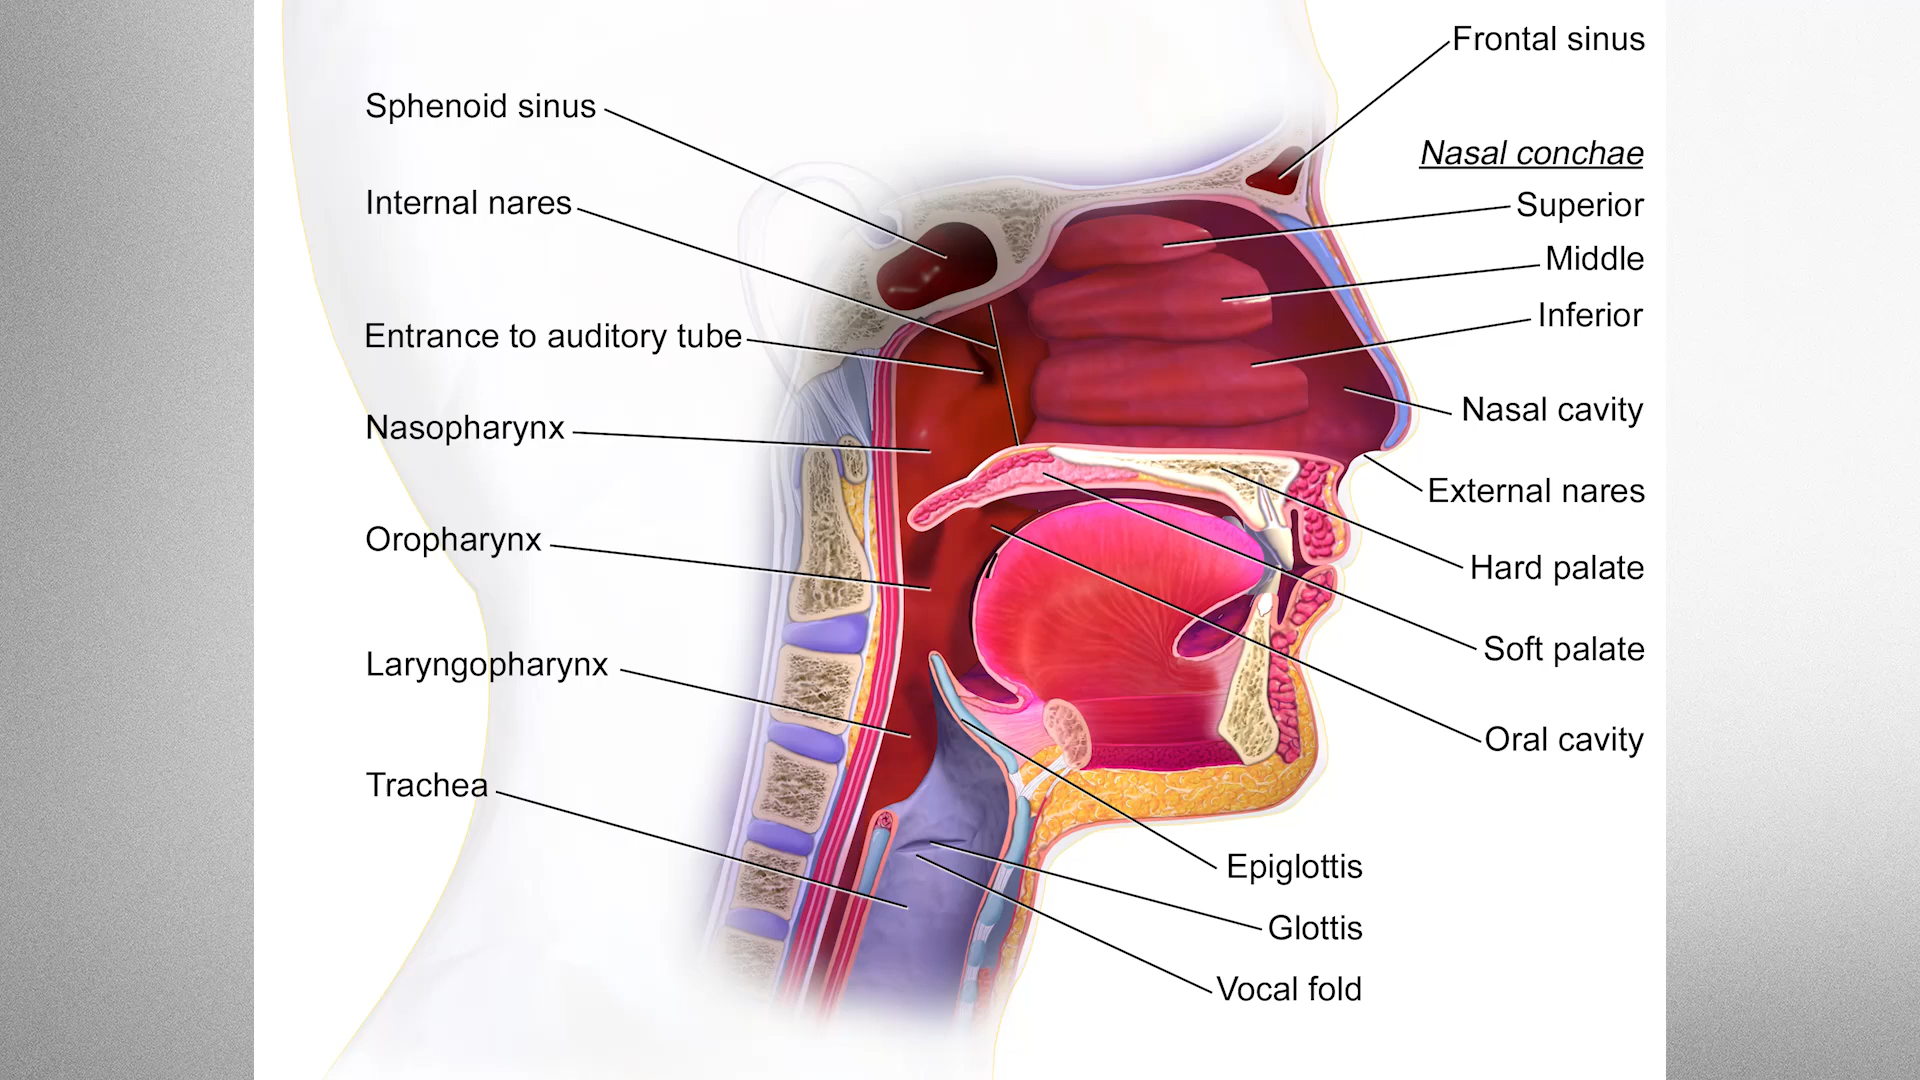 Sphenoid sinus
Internal nares
Entrance to auditory tube
Nasopharynx
Oropharynx
Laryngopharynx
Trachea
Frontal sinus
Nasal conchae
Superior
Middle
Inferior
Nasal cavity
External nares
Hard palate
Soft palate
Oral cavity
Epiglottis
Glottis
Vocal fold